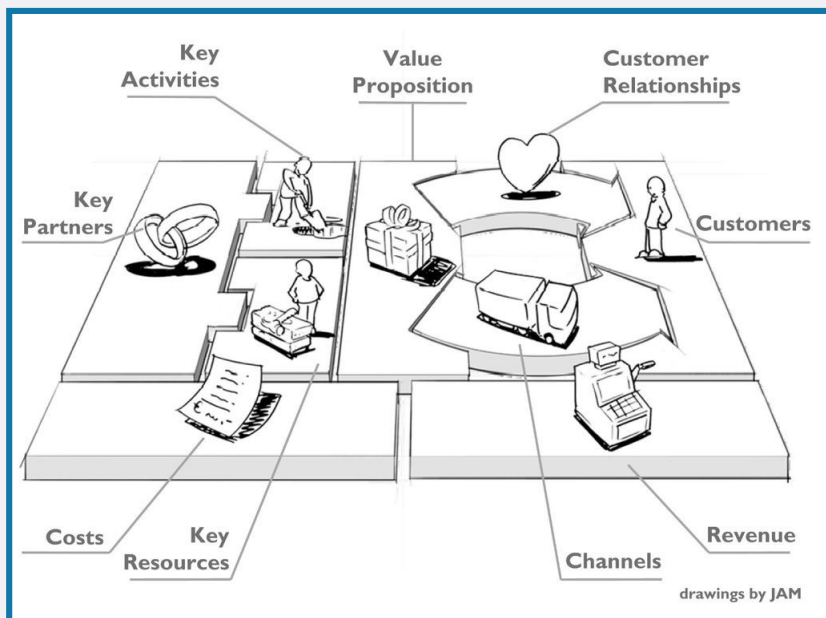 Key
Activities
Value
Proposition
Customer
Relationships
Key
Partners
Customers
Costs
Key
Resources
Channels
Revenue
drawings by JAM